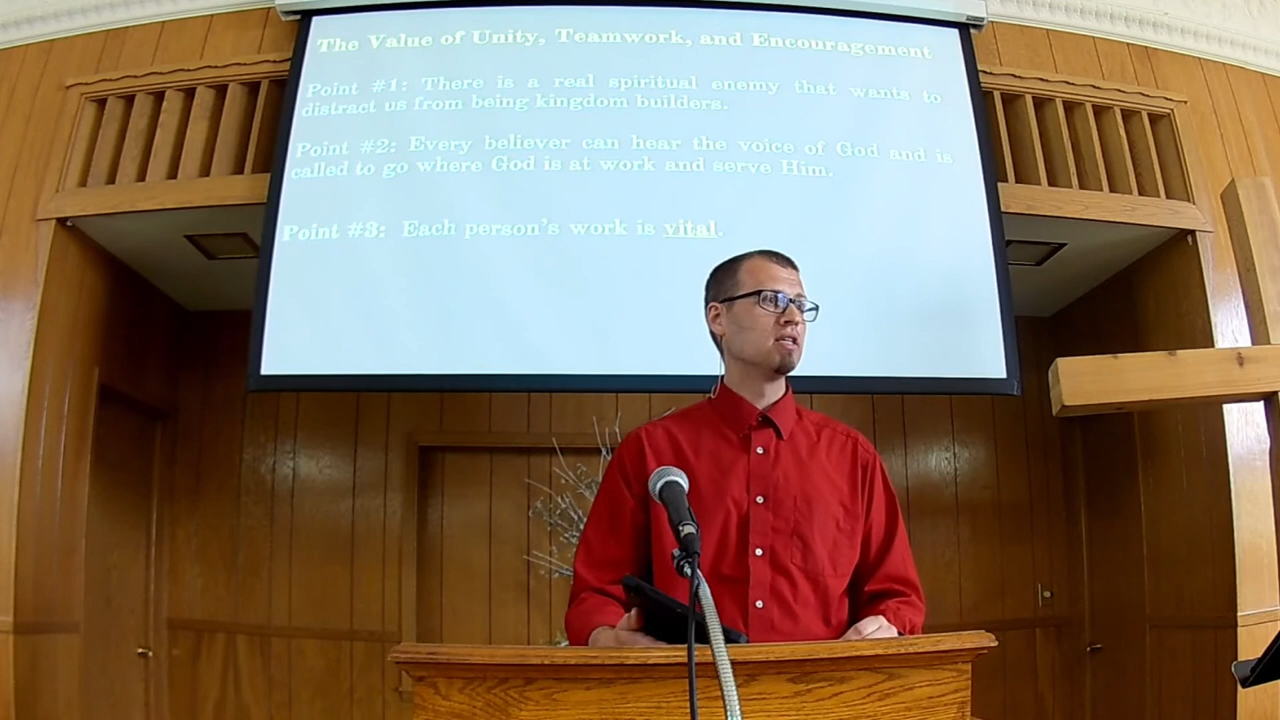 The Value of Unity, Teamwork, and Encouragement
Point #1: There is a real spiritual enemy that wants to
distract us from being kingdom builders.
Point #2: Every believer can hear the voice of God and is
called to go where God is at work and serve Him.
Point #3: Each person's work is vital.